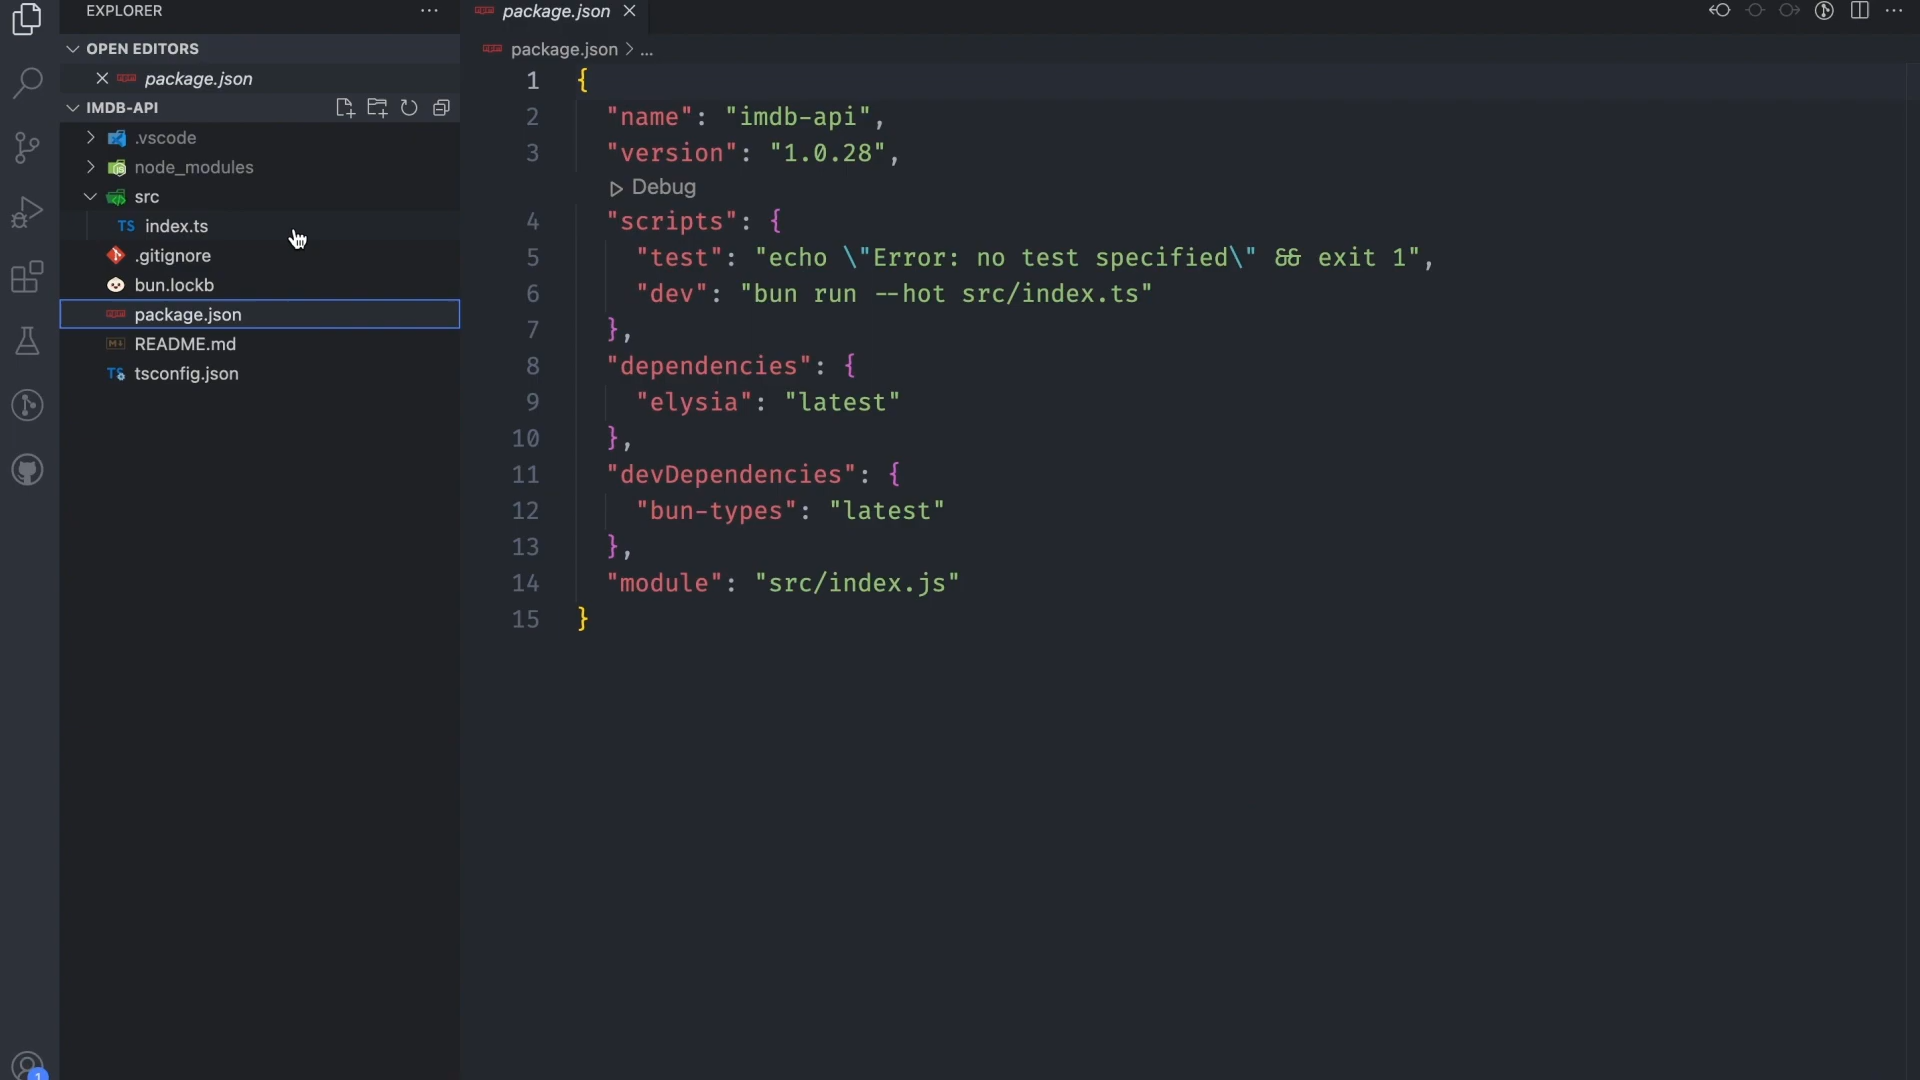 EXPLORER
OPEN EDITORS
package.json
IMDB-API
.vscode
node_modules
src
TS index.ts
.gitignore
bun.lockb
package.json
README.md
TS tsconfig.json
1
package.json
package.json > ...
1 {
2 "name": "imdb-api",
3 "version": "1.0.28",
Debug
4 "scripts": {
5 "test": "echo \"Error: no test specified\" && exit 1",
6 "dev": "bun run --hot src/index.ts"
7 },
8 "dependencies": {
9 "elysia": "latest"
10 },
11 "devDependencies": {
12 "bun-types": "latest"
13 },
14 "module": "src/index.js"
15 }